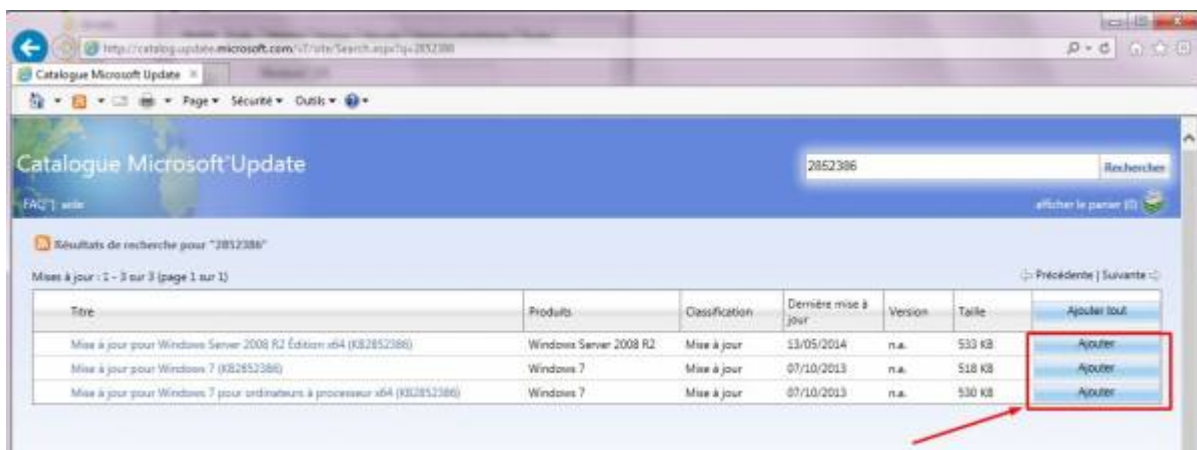 http://catalog.update.microsoft.com/v7/site/Search.aspx?q=2852386
Catalogue Microsoft Update
Page Sécurité Outils
Catalogue Microsoft Update
2852386 Rechercher
FAQ | aide
afficher le panier (0)
Résultats de recherche pour "2852386"
Mises à jour : 1 - 3 sur 3 (page 1 sur 1)
Précédente | Suivante
Titre Produits Classification Dernière mise à jour Version Taille Ajouter tout
Mise à jour pour Windows Server 2008 R2 Édition x64 (KB2852386) Windows Server 2008 R2 Mise à jour 13/05/2014 n.a. 533 KB Ajouter
Mise à jour pour Windows 7 (KB2852386) Windows 7 Mise à jour 07/10/2013 n.a. 518 KB Ajouter
Mise à jour pour Windows 7 pour ordinateurs à processeur x64 (KB2852386) Windows 7 Mise à jour 07/10/2013 n.a. 530 KB Ajouter